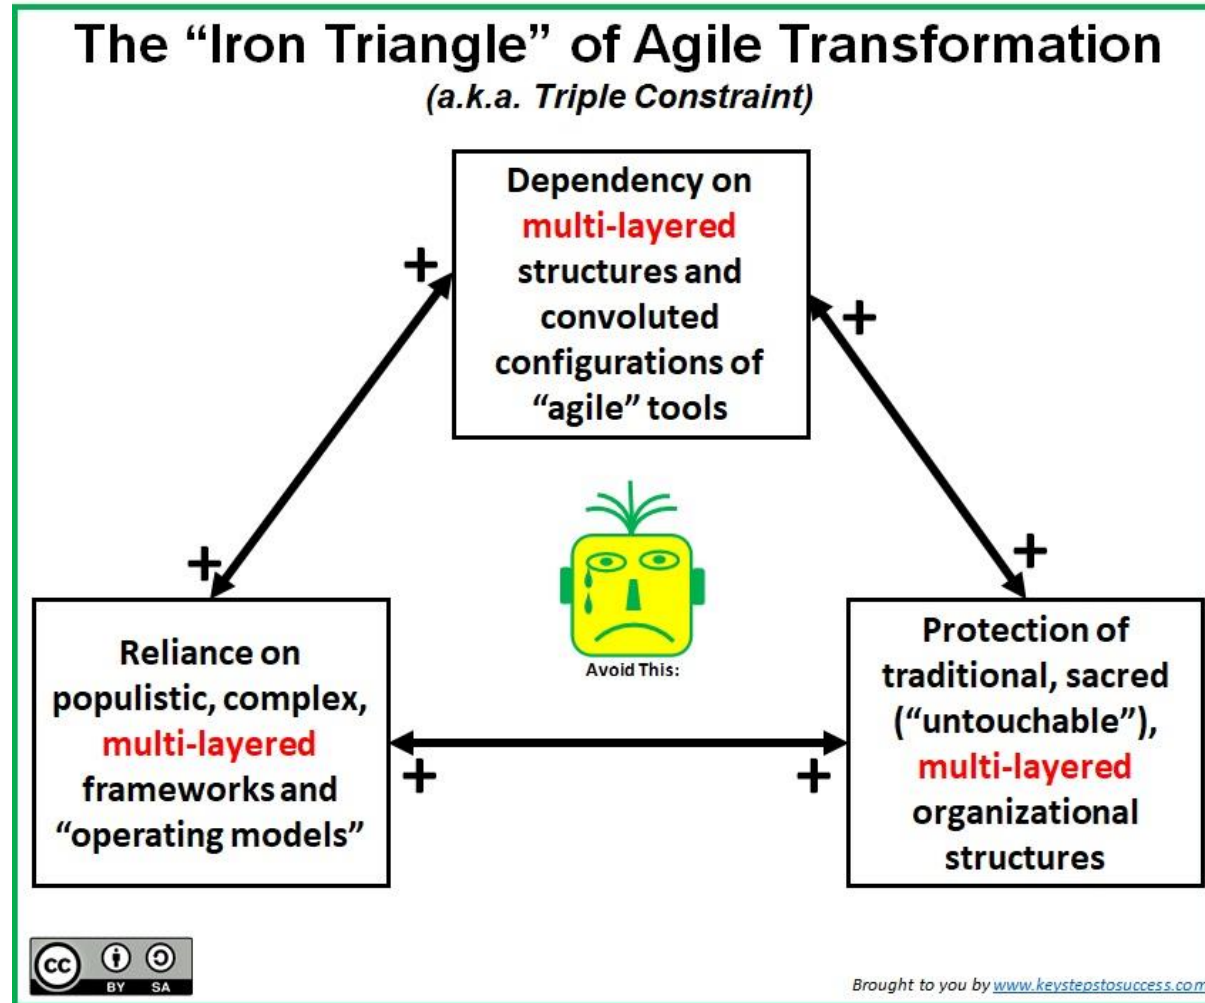 The “Iron Triangle” of Agile Transformation
(a.k.a. Triple Constraint)
Dependency on
multi-layered
structures and
convoluted
configurations of
“agile” tools
+
+
+
+
Avoid This:
Reliance on
populistic, complex,
multi-layered
frameworks and
“operating models”
Protection of
traditional, sacred
(“untouchable”),
multi-layered
organizational
structures
+
+
cc
BY SA
Brought to you by www.keystepstosuccess.com